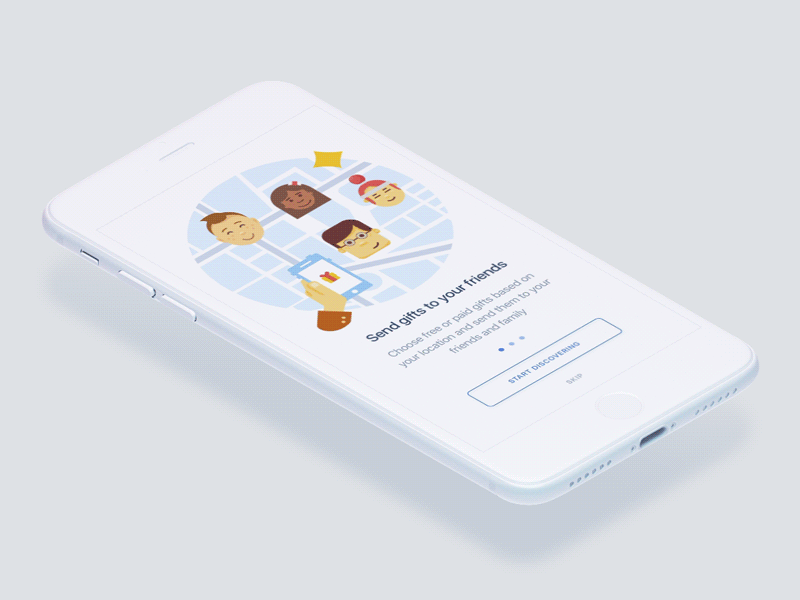 Send gifts to your friends
Choose free or paid gifts based on
your location and send them to your
friends and family
START DISCOVERING
SKIP